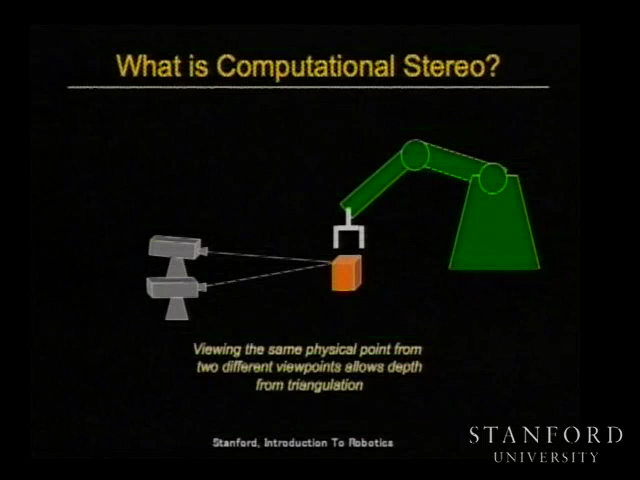 What is Computational Stereo?
Viewing the same physical point from
two different viewpoints allows depth
from triangulation
Stanford, Introduction To Robotics
STANFORD
UNIVERSITY